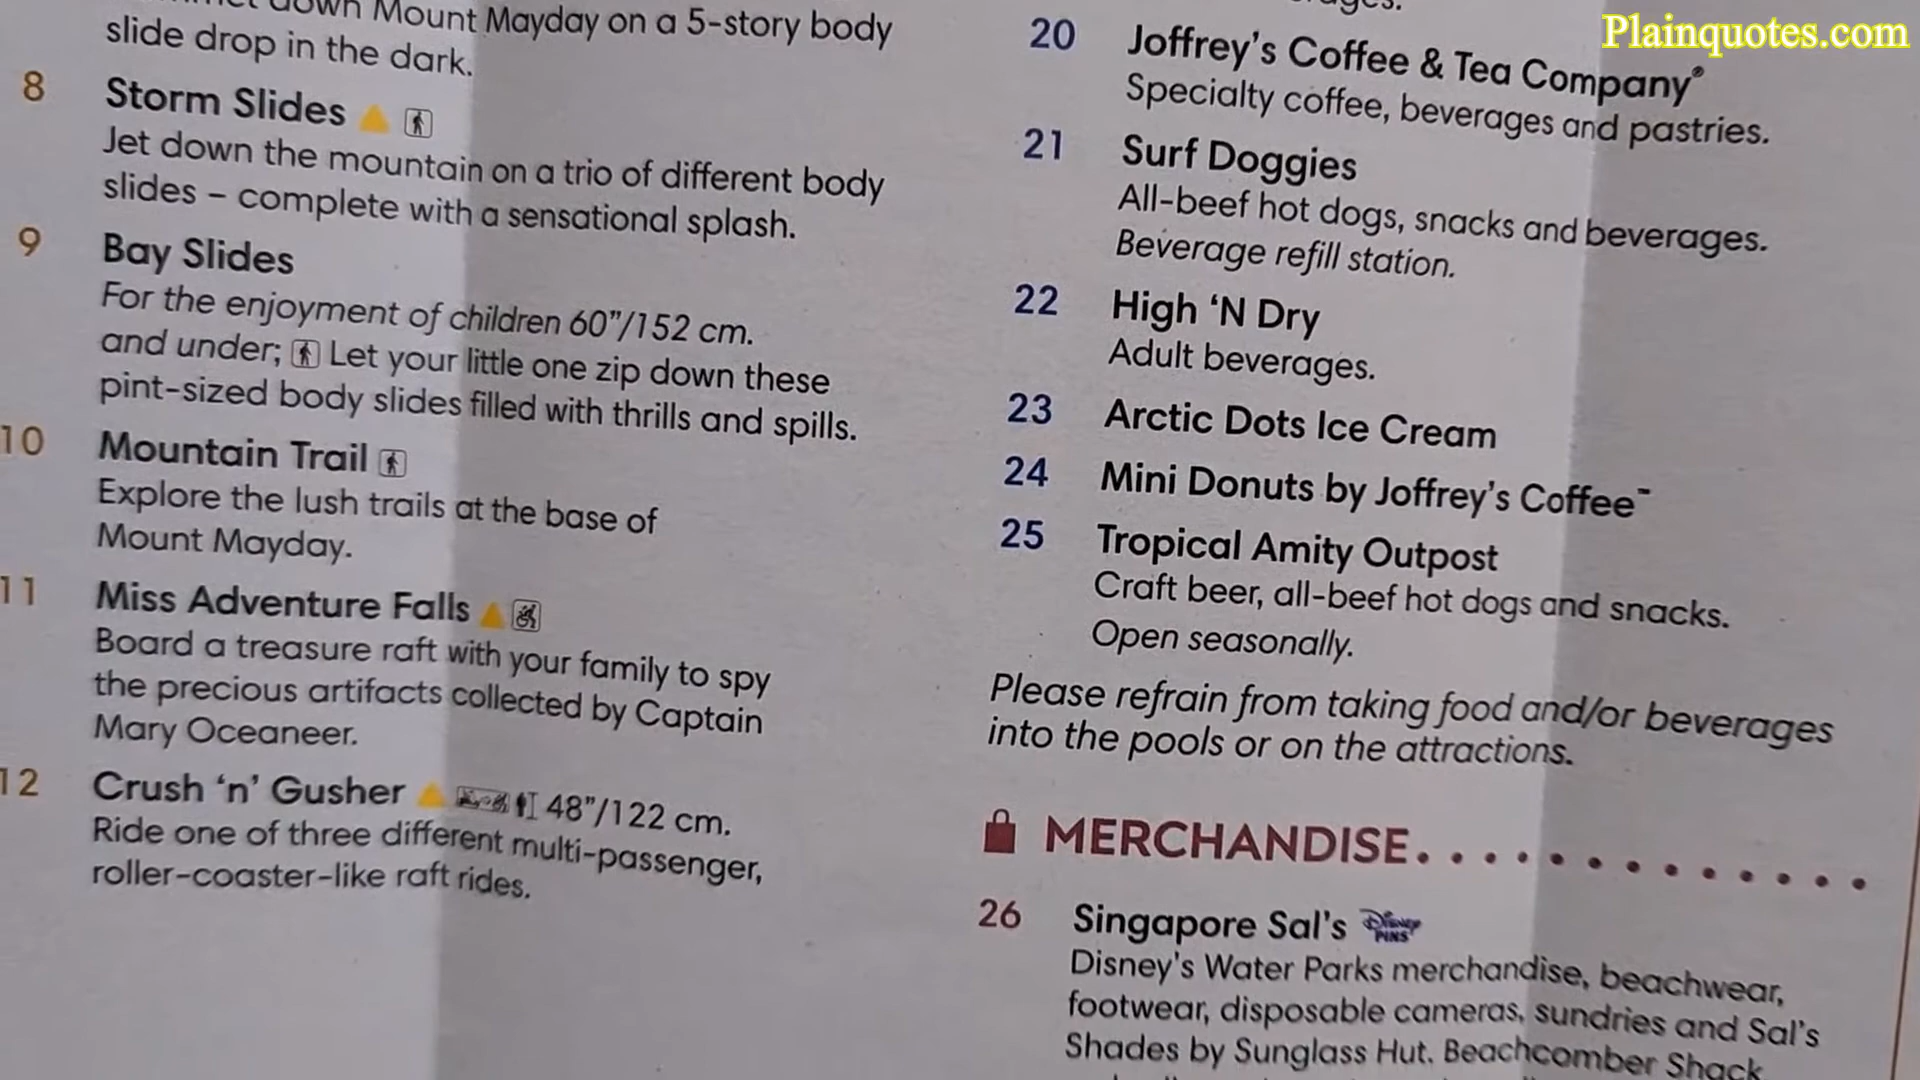 Plainquotes.com
down Mount Mayday on a 5-story body
slide drop in the dark.
8 Storm Slides
Jet down the mountain on a trio of different body
slides – complete with a sensational splash.
9 Bay Slides
For the enjoyment of children 60”/152 cm.
and under; Let your little one zip down these
pint-sized body slides filled with thrills and spills.
10 Mountain Trail
Explore the lush trails at the base of
Mount Mayday.
11 Miss Adventure Falls
Board a treasure raft with your family to spy
the precious artifacts collected by Captain
Mary Oceaneer.
12 Crush ‘n’ Gusher 48”/122 cm.
Ride one of three different multi-passenger,
roller-coaster-like raft rides.
20 Joffrey’s Coffee & Tea Company®
Specialty coffee, beverages and pastries.
21 Surf Doggies
All-beef hot dogs, snacks and beverages.
Beverage refill station.
22 High ‘N Dry
Adult beverages.
23 Arctic Dots Ice Cream
24 Mini Donuts by Joffrey’s Coffee™
25 Tropical Amity Outpost
Craft beer, all-beef hot dogs and snacks.
Open seasonally.
Please refrain from taking food and/or beverages
into the pools or on the attractions.
MERCHANDISE. . . . . . . . . . . . .
26 Singapore Sal’s Disney PINS
Disney’s Water Parks merchandise, beachwear,
footwear, disposable cameras, sundries and Sal’s
Shades by Sunglass Hut. Beachcomber Shack